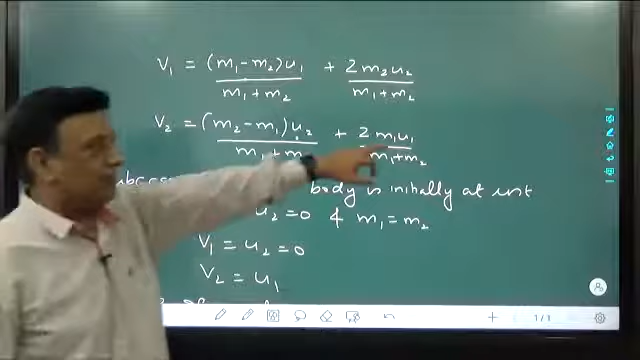 V₁ = (m₁-m₂)u₁/m₁+m₂ + 2m₂u₂/m₁+m₂
V₂ = (m₂-m₁)u₂/m₁+m + 2m₁u₁/m₁+m₂
body is initially at rest
u₂=0 & m₁=m₂
V₁ = u₂ = 0
V₂ = u₁
1/1